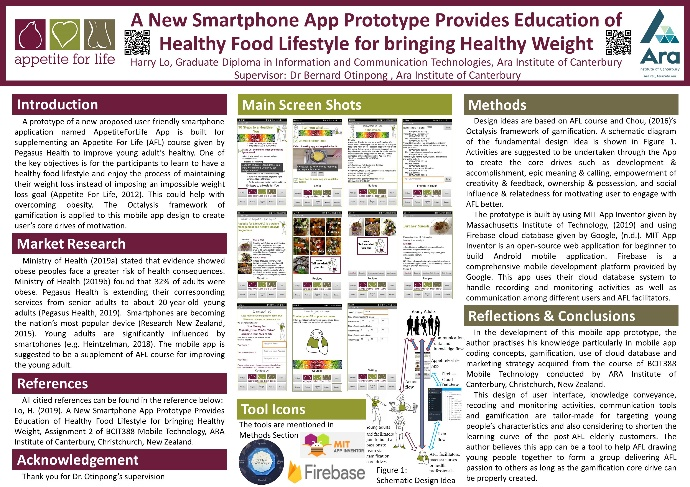 A New Smartphone App Prototype Provides Education of
Healthy Food Lifestyle for bringing Healthy Weight
Harry Lo, Graduate Diploma in Information and Communication Technologies, Ara Institute of Canterbury
Supervisor: Dr Bernard Otinpong , Ara Institute of Canterbury
appetite for life
Ara
Introduction
A prototype of a new proposed user-friendly smartphone
application named AppetiteForLife App is built for
supplementing an Appetite For Life (AFL) course given by
Pegasus Health to improve young adult's healthy. One of
the key objectives is for the participants to learn to have a
healthy food lifestyle and enjoy the process of maintaining
their weight loss instead of imposing an impossible weight
loss goal (Appetite For Life, 2012). This could help with
overcoming obesity. The Octalysis framework of
gamification is applied to this mobile app design to create
user's core drives of motivation.
Market Research
Ministry of Health (2019a) stated that evidence showed
obese peoples face a greater risk of health consequences.
Ministry of Health (2019b) found that 32% of adults were
obese. Pegasus Health is extending their corresponding
services from senior adults to about 20-year-old young
adults (Pegasus Health, 2019). Smartphones are becoming
the nation's most popular device (Research New Zealand,
2015). Young adults are significantly influenced by
smartphones (e.g. Heintzelman, 2018). The mobile app is
suggested to be a supplement of AFL course for improving
the young adult.
References
All citied references can be found in the reference below:
Lo, H. (2019). A New Smartphone App Prototype Provides
Education of Healthy Food Lifestyle for bringing Healthy
Weight, Assignment 2 of BCIT388 Mobile Technology, ARA
Institute of Canterbury, Christchurch, New Zealand.
Acknowledgement
Thank you for Dr. Otinpong's supervision
Main Screen Shots
Tool Icons
The tools are mentioned in
Methods Section
MIT
APP INVENTOR
Firebase
Figure 1:
Schematic Design Idea
Methods
Design ideas are based on AFL course and Chou, (2016)'s
Octalysis framework of gamification. A schematic diagram
of the fundamental design idea is shown in Figure 1.
Activities are suggested to be undertaken through the App
to create the core drives such as development &
accomplishment, epic meaning & calling, empowerment of
creativity & feedback, ownership & possession, and social
influence & relatedness for motivating user to engage with
AFL better.
The prototype is built by using MIT App Inventor given by
Massachusetts Institute of Technology, (2019) and using
Firebase cloud database given by Google, (n.d.). MIT App
Inventor is an open-source web application for beginner to
build Android mobile application. Firebase is a
comprehensive mobile development platform provided by
Google. This app uses their cloud database system to
handle recording and monitoring activities as well as
communication among different users and AFL facilitators.
Reflections & Conclusions
In the development of this mobile app prototype, the
author practises his knowledge particularly in mobile app
coding concepts, gamification, use of cloud database and
marketing strategy acquired from the course of BCIT388
Mobile Technology conducted by ARA Institute of
Canterbury, Christchurch, New Zealand.
This design of user interface, knowledge conveyance,
recoding and monitoring activities, communication tools
and gamification are tailor-made for targeting young
people's characteristics and also considering to shorten the
learning curve of the post-AFL elderly customers. The
author believes this app can be a tool to help AFL drawing
young people together to form a group delivering AFL
passion to others as long as the gamification core drive can
be properly created.